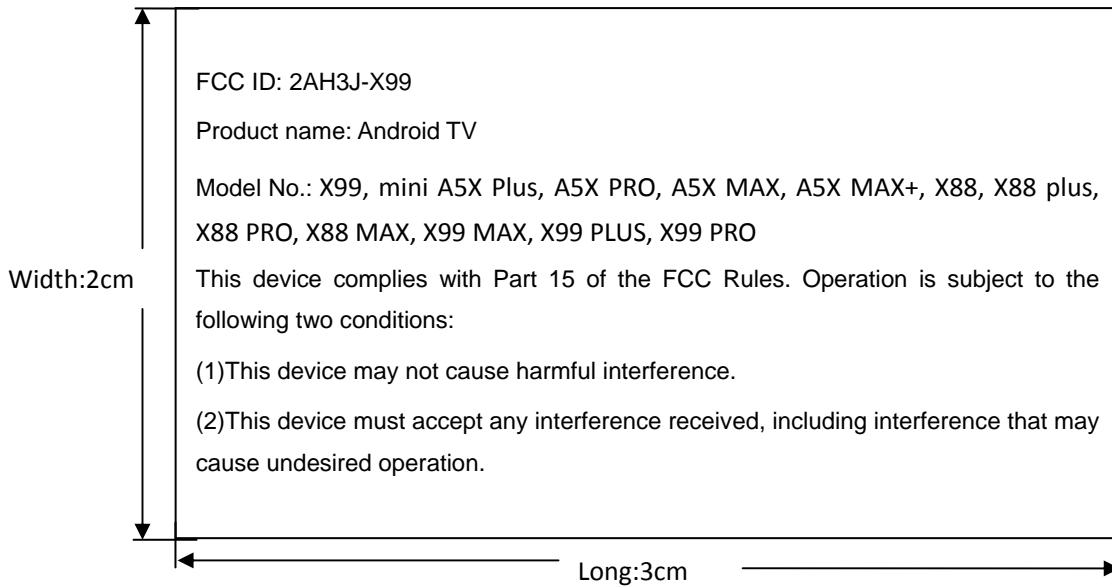 FCC ID: 2AH3J-X99
Product name: Android TV
Model No.: X99, mini A5X Plus, A5X PRO, A5X MAX, A5X MAX+, X88, X88 plus,
X88 PRO, X88 MAX, X99 MAX, X99 PLUS, X99 PRO
Width:2cm
This device complies with Part 15 of the FCC Rules. Operation is subject to the
following two conditions:
(1)This device may not cause harmful interference.
(2)This device must accept any interference received, including interference that may
cause undesired operation.
Long:3cm